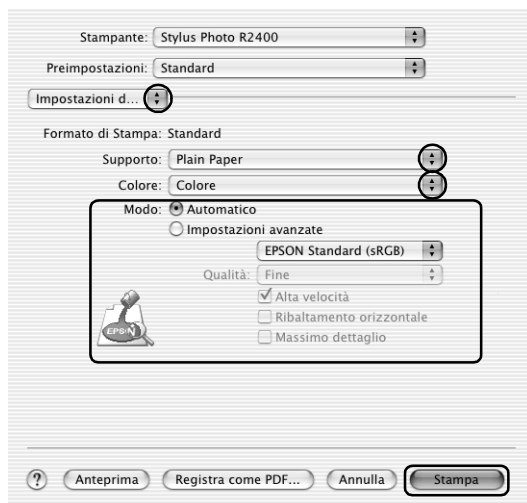 Stampante: Stylus Photo R2400
Preimpostazioni: Standard
Impostazioni d...
Formato di Stampa: Standard
Supporto: Plain Paper
Colore: Colore
Modo: Automatico
Impostazioni avanzate
EPSON Standard (sRGB)
Qualità: Fine
Alta velocità
Ribaltamento orizzontale
Massimo dettaglio
EPSON
? Anteprima Registra come PDF... Annulla Stampa